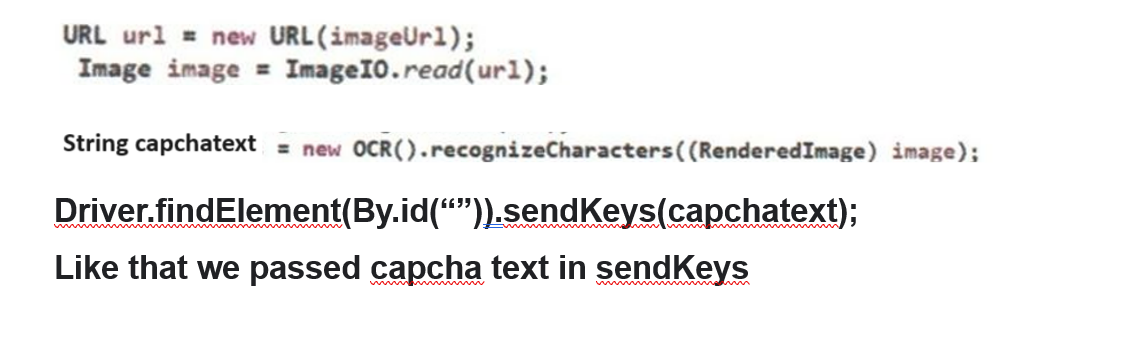 URL url = new URL(imageUrl);
Image image = ImageIO.read(url);
String capchatext = new OCR().recognizeCharacters((RenderedImage) image);
Driver.findElement(By.id(“”)).sendKeys(capchatext);
Like that we passed capcha text in sendKeys